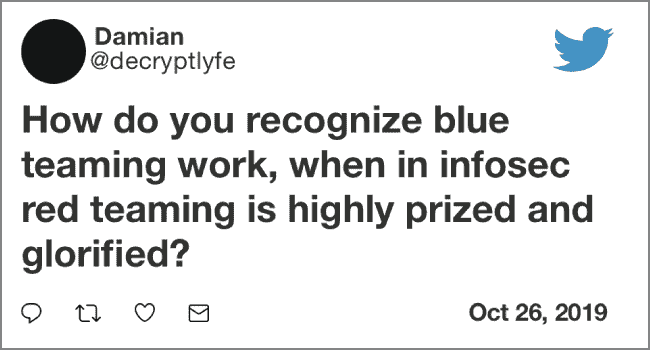 Damian
@decryptlyfe
How do you recognize blue
teaming work, when in infosec
red teaming is highly prized and
glorified?
Oct 26, 2019